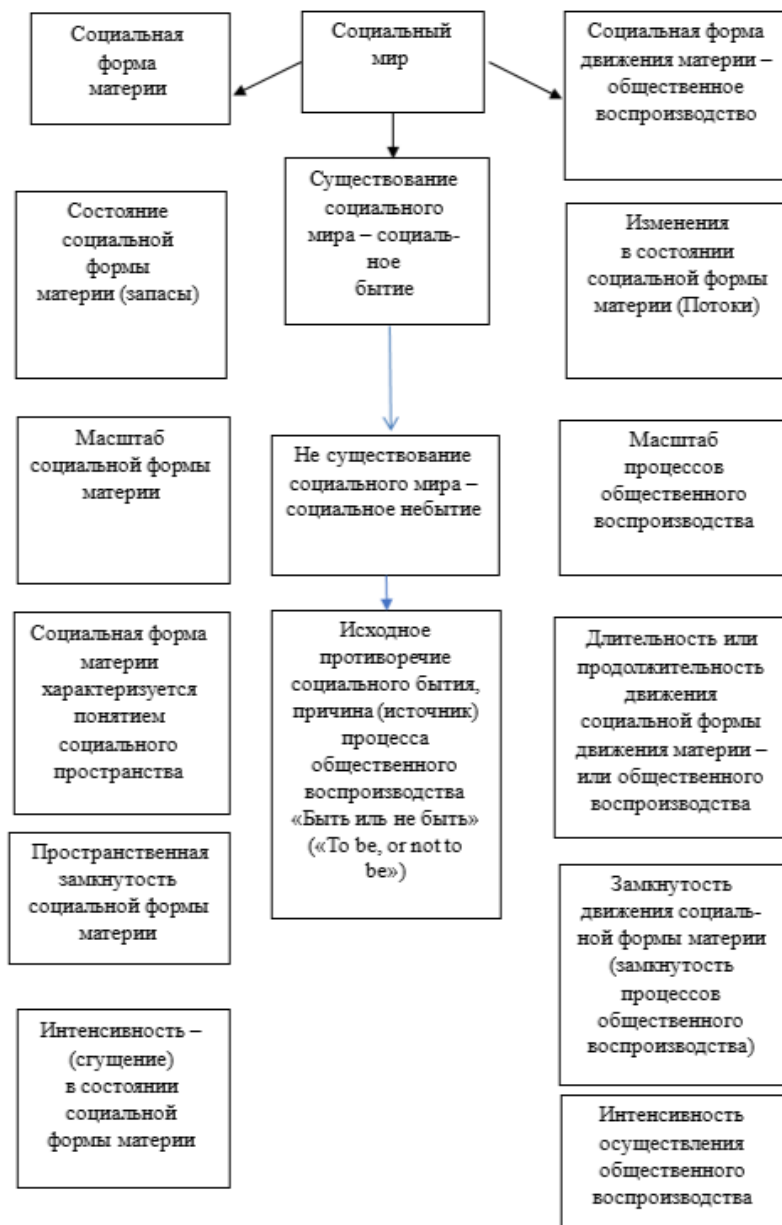 Социальная
форма
материи
Социальный
мир
Социальная форма
движения материи –
общественное
воспроизводство
Состояние
социальной
формы
материи (запасы)
Существование
социального
мира – социаль-
ное
бытие
Изменения
в состоянии
социальной формы
материи (Потоки)
Масштаб
социальной формы
материи
Не существование
социального мира –
социальное небытие
Масштаб
процессов
общественного
воспроизводства
Социальная форма
материи
характеризуется
понятием
социального
пространства
Исходное
противоречие
социального бытия,
причина (источник)
процесса
общественного
воспроизводства
«Быть иль не быть»
(«To be, or not to
be»)
Длительность или
продолжительность
движения
социальной формы
движения материи –
или общественного
воспроизводства
Пространственная
замкнутость
социальной формы
материи
Замкнутость
движения социаль-
ной формы материи
(замкнутость
процессов
общественного
воспроизводства)
Интенсивность –
(сгущение)
в состоянии
социальной
формы материи
Интенсивность
осуществления
общественного
воспроизводства